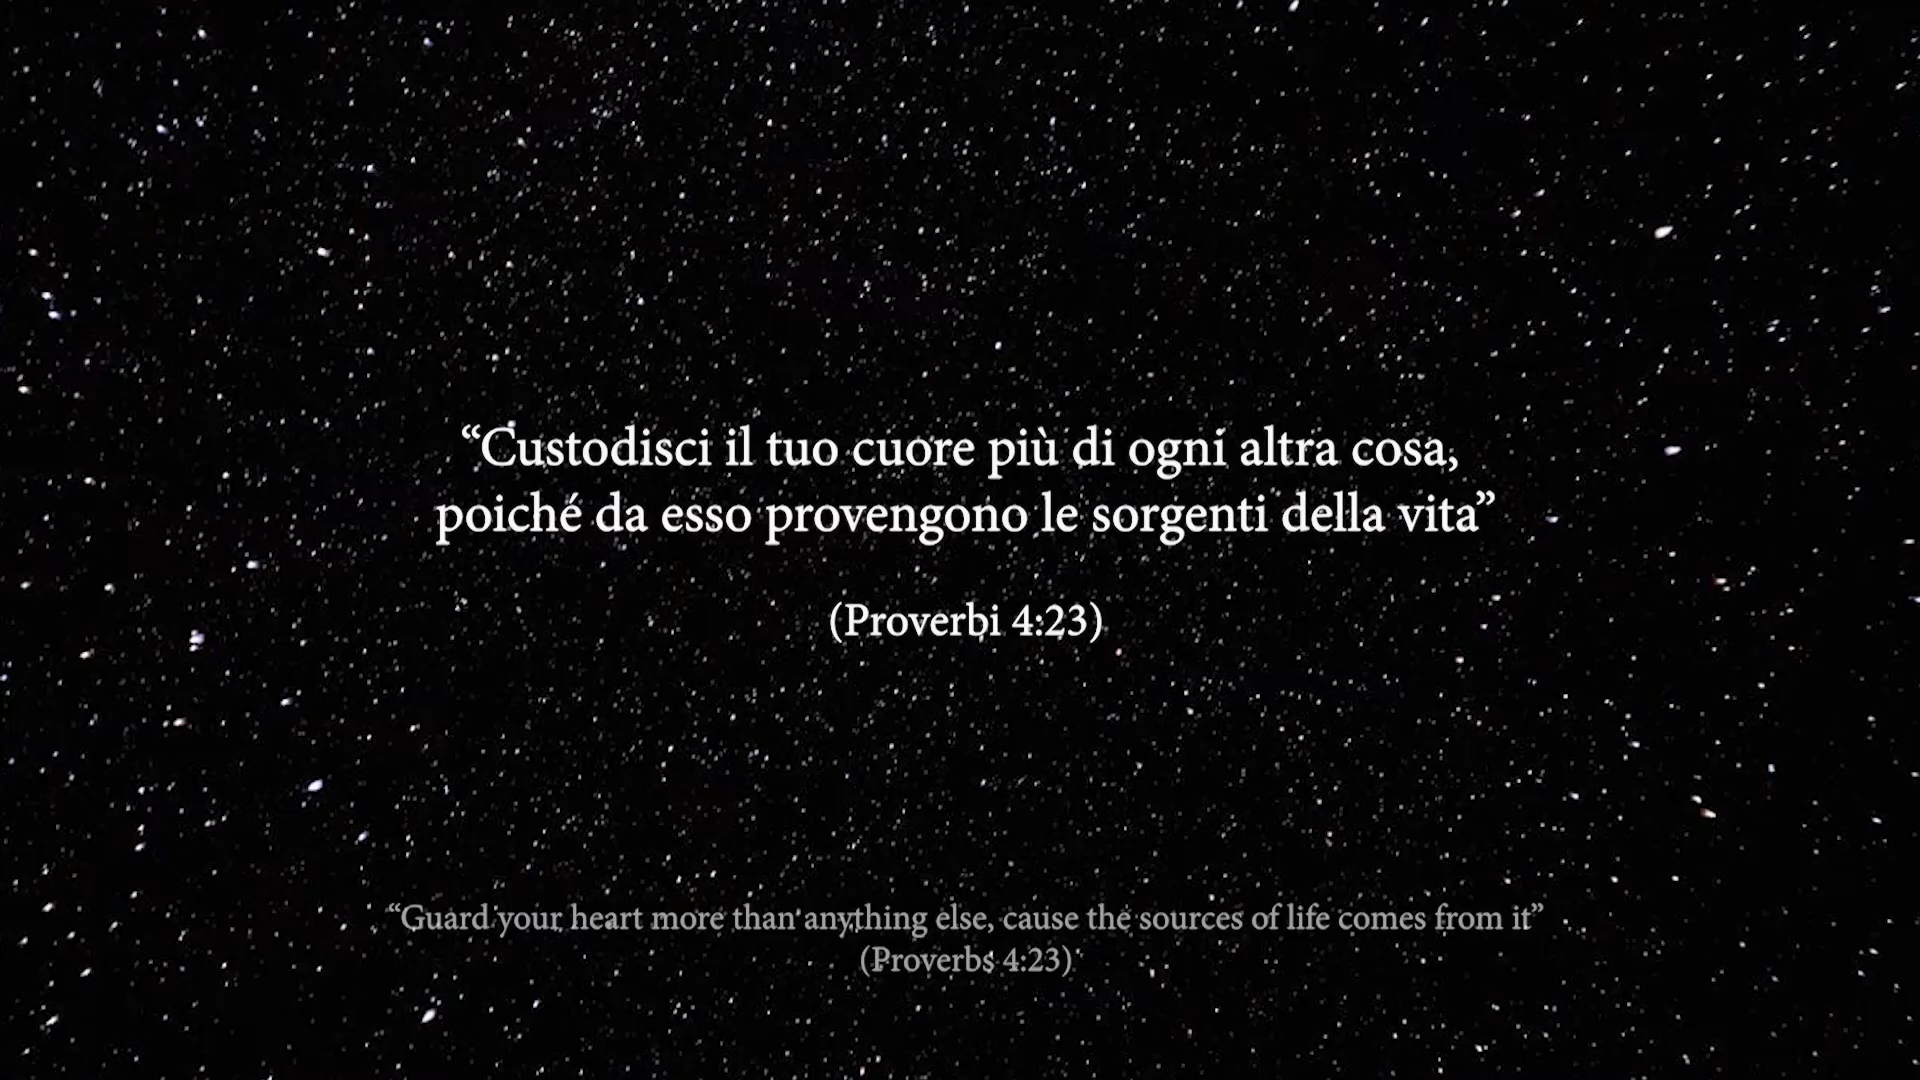 “Custodisci il tuo cuore più di ogni altra cosa,
poiché da esso provengono le sorgenti della vita”
(Proverbi 4:23)
“Guard your heart more than anything else, cause the sources of life comes from it”
(Proverbs 4:23)